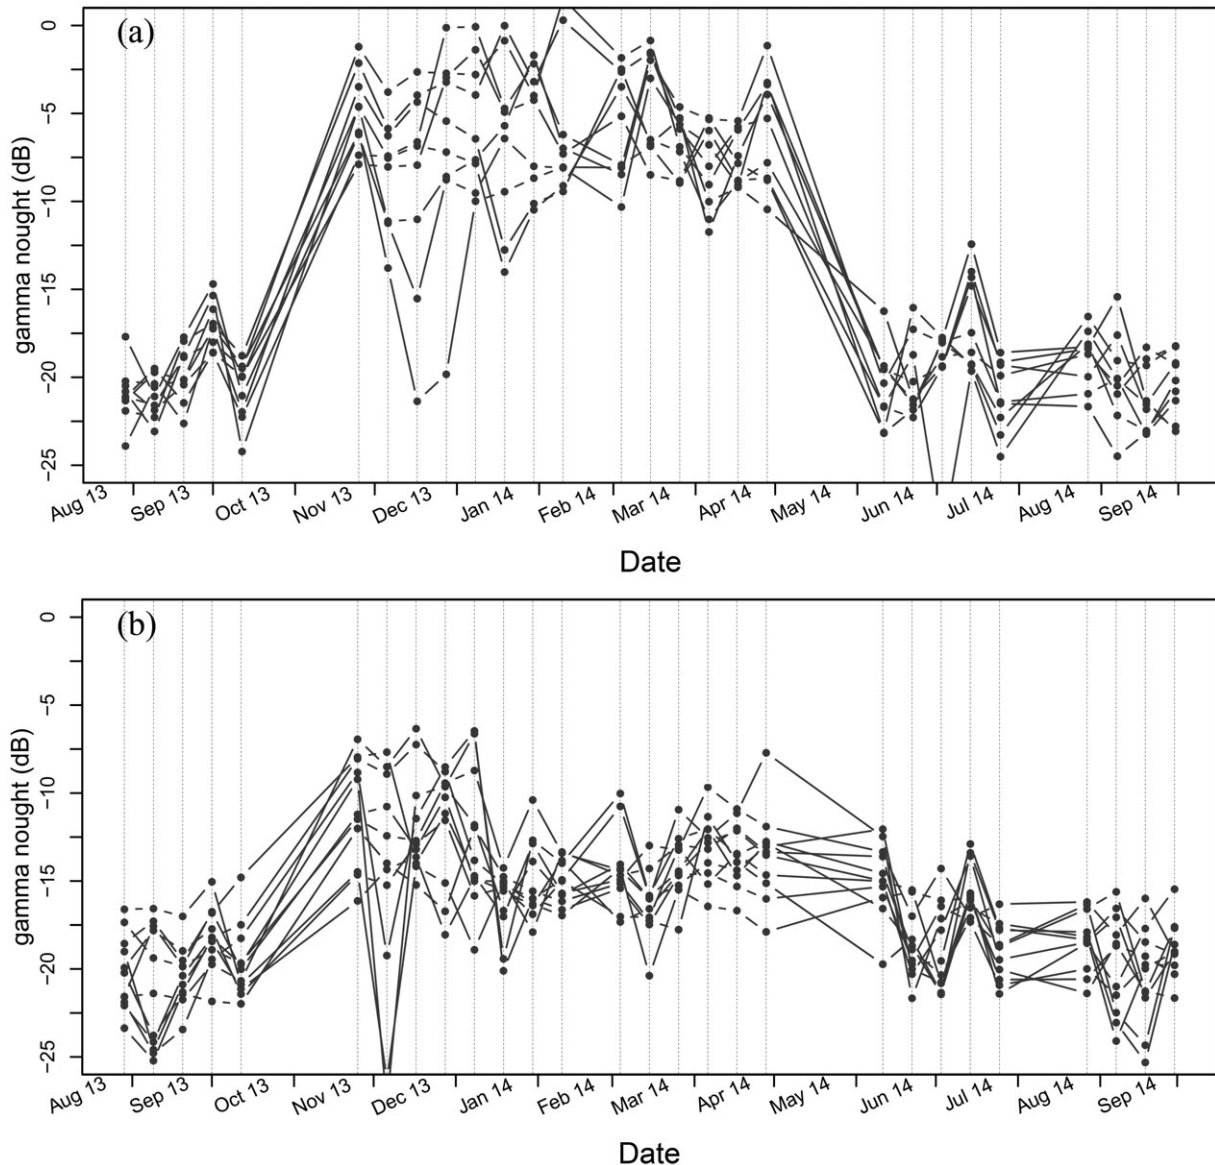 (a)
gamma nought (dB)
0
−5
−10
−15
−20
−25
Aug 13 Sep 13 Oct 13 Nov 13 Dec 13 Jan 14 Feb 14 Mar 14 Apr 14 May 14 Jun 14 Jul 14 Aug 14 Sep 14
Date
(b)
gamma nought (dB)
0
−5
−10
−15
−20
−25
Aug 13 Sep 13 Oct 13 Nov 13 Dec 13 Jan 14 Feb 14 Mar 14 Apr 14 May 14 Jun 14 Jul 14 Aug 14 Sep 14
Date